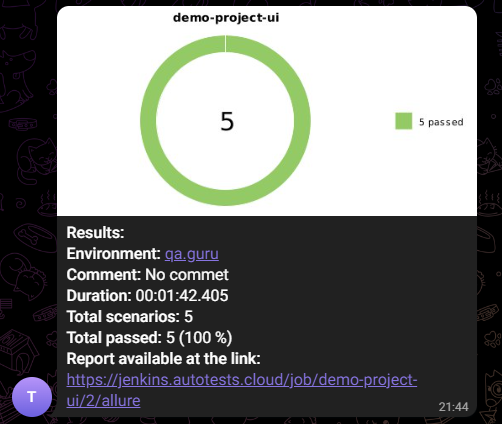 demo-project-ui
5
5 passed
Results:
Environment: qa.guru
Comment: No commet
Duration: 00:01:42.405
Total scenarios: 5
Total passed: 5 (100 %)
Report available at the link:
https://jenkins.autotests.cloud/job/demo-project-
ui/2/allure
T
21:44